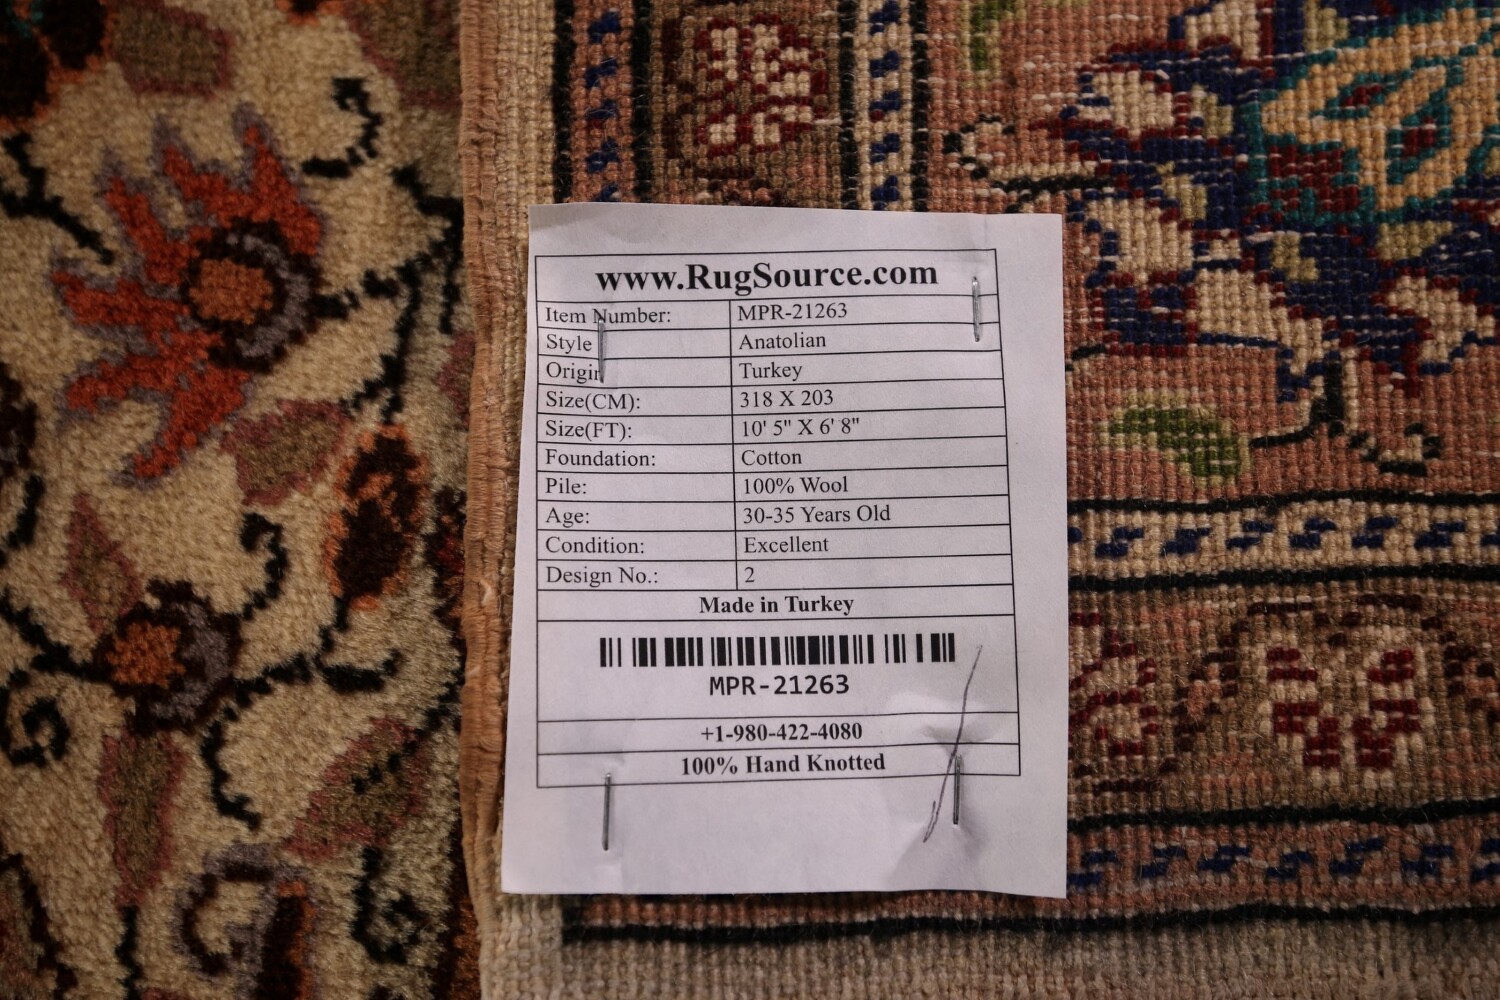 www.RugSource.com
Item Number: MPR-21263
Style Anatolian
Origin Turkey
Size(CM): 318 X 203
Size(FT): 10' 5" X 6' 8"
Foundation: Cotton
Pile: 100% Wool
Age: 30-35 Years Old
Condition: Excellent
Design No.: 2
Made in Turkey
MPR-21263
+1-980-422-4080
100% Hand Knotted